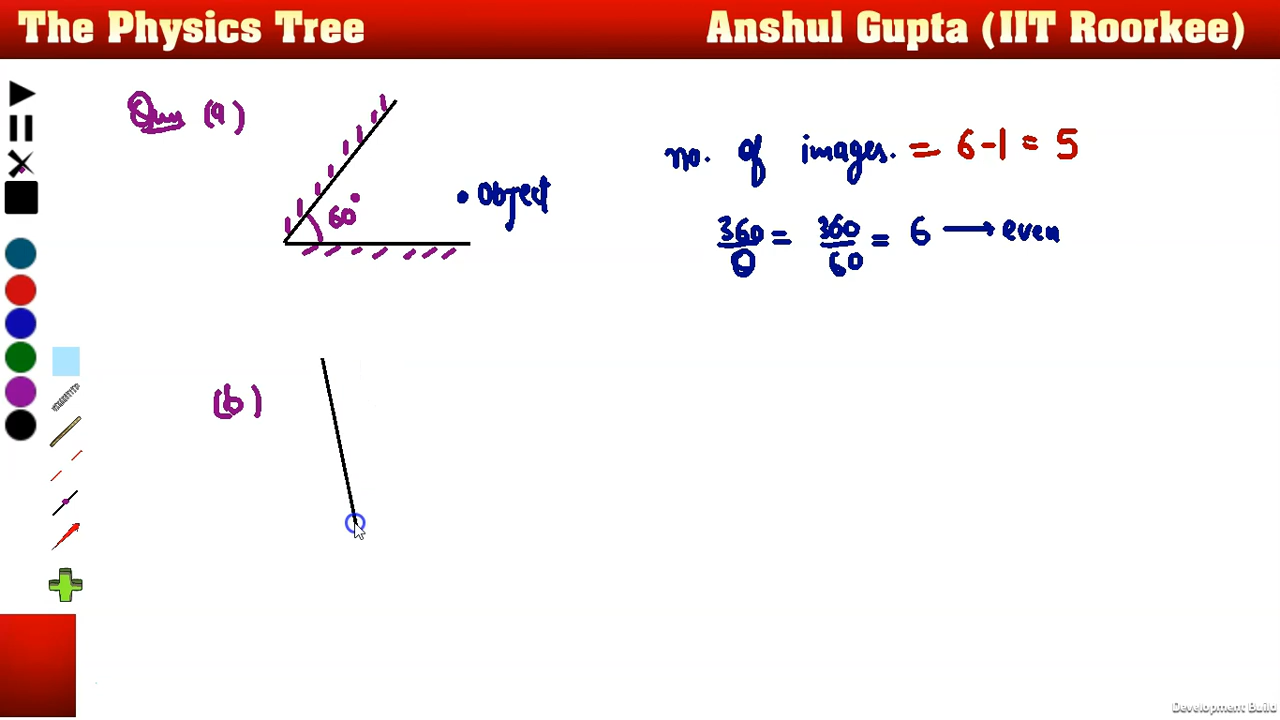 The Physics Tree
Anshul Gupta (IIT Roorkee)
Ques (a)
60°
Object
no. of images. = 6-1 = 5
360/θ = 360/60 = 6 → even
(b)
Development Build